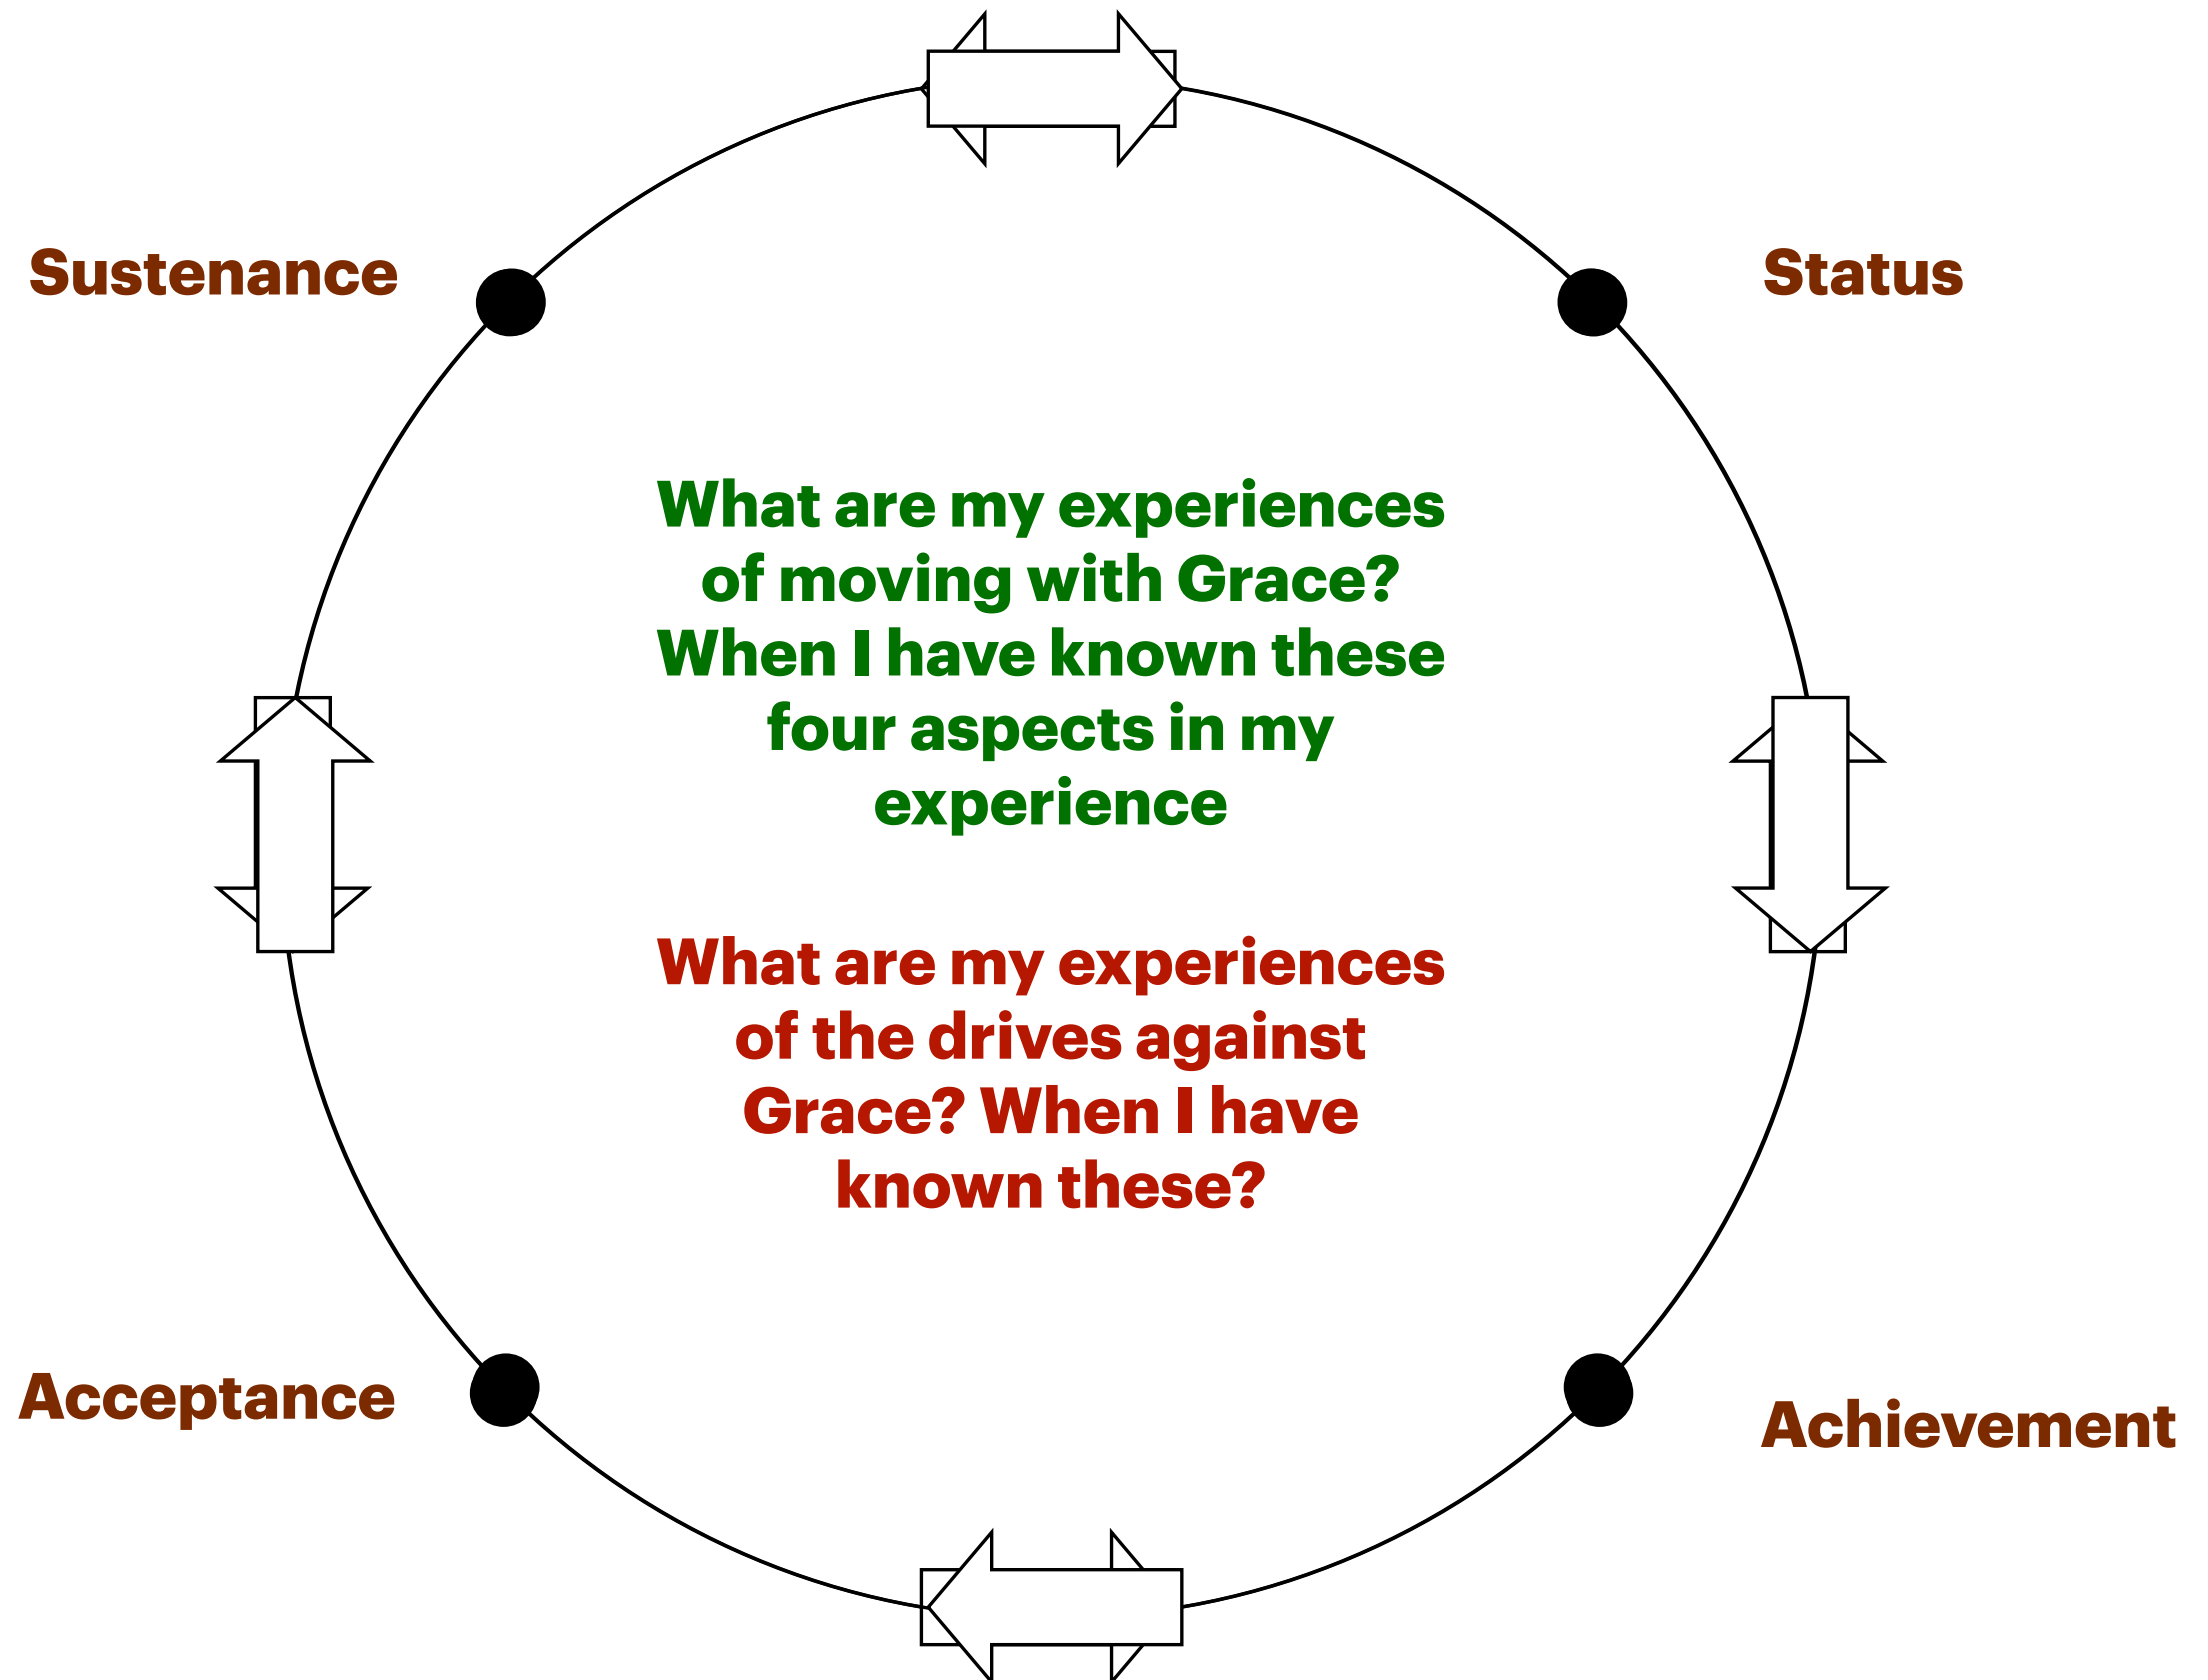 Sustenance
Status
What are my experiences
of moving with Grace?
When I have known these
four aspects in my
experience
What are my experiences
of the drives against
Grace? When I have
known these?
Acceptance
Achievement